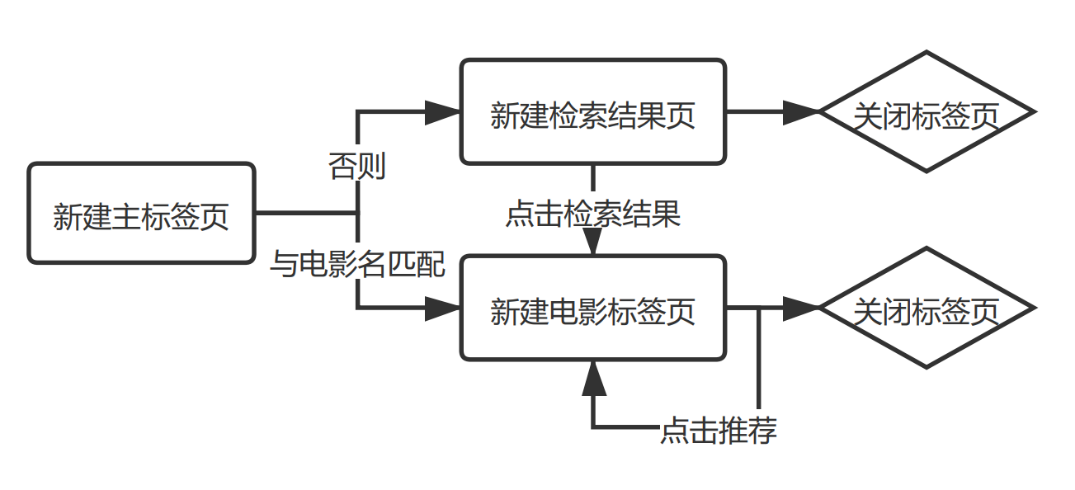 新建检索结果页
关闭标签页
否则
新建主标签页
点击检索结果
与电影名匹配
新建电影标签页
关闭标签页
点击推荐